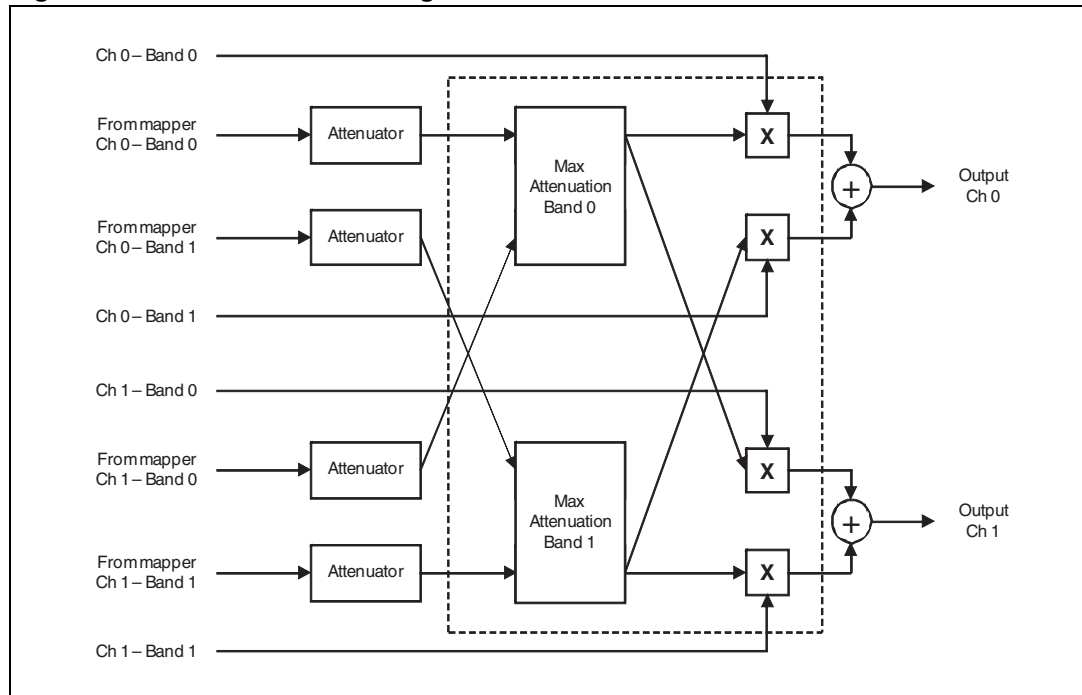 Ch 0 – Band 0
From mapper
Ch 0 – Band 0
Attenuator
Max
Attenuation
Band 0
X
+
Output
Ch 0
From mapper
Ch 0 – Band 1
Attenuator
X
Ch 0 – Band 1
Ch 1 – Band 0
From mapper
Ch 1 – Band 0
Attenuator
Max
Attenuation
Band 1
X
+
Output
Ch 1
From mapper
Ch 1 – Band 1
Attenuator
X
Ch 1 – Band 1